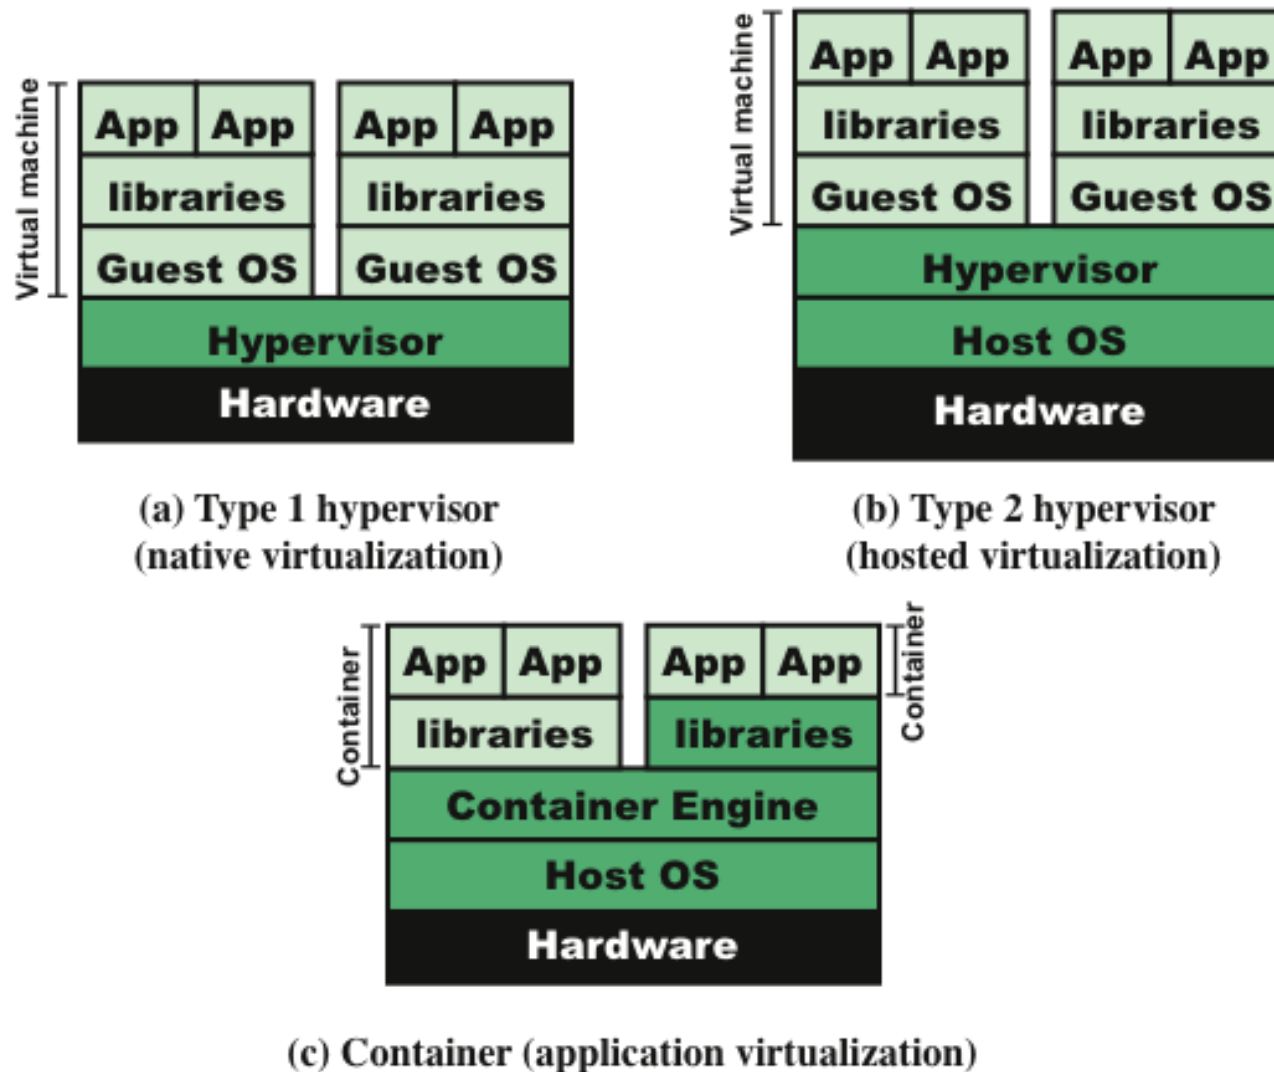 Virtual machine
App App
libraries
Guest OS
App App
libraries
Guest OS
Hypervisor
Hardware
(a) Type 1 hypervisor
(native virtualization)
Virtual machine
App App
libraries
Guest OS
App App
libraries
Guest OS
Hypervisor
Host OS
Hardware
(b) Type 2 hypervisor
(hosted virtualization)
Container
App App
libraries
App App
libraries
Container
Container Engine
Host OS
Hardware
(c) Container (application virtualization)